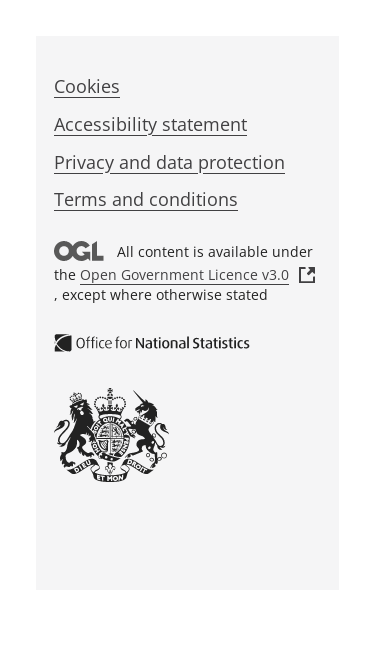 Cookies
Accessibility statement
Privacy and data protection
Terms and conditions
OGL All content is available under
the Open Government Licence v3.0
, except where otherwise stated
Office for National Statistics
DIEU ET MON DROIT